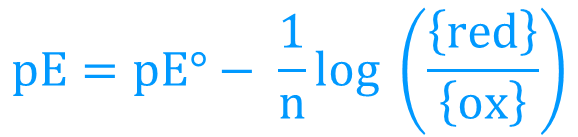 pE = pE° − 1/n log ({red}/{ox})